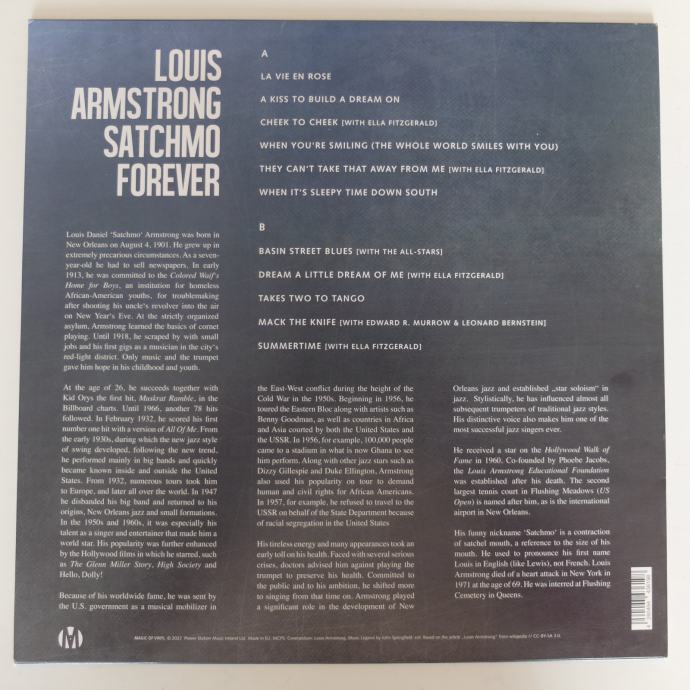 LOUIS
ARMSTRONG
SATCHMO
FOREVER
A
LA VIE EN ROSE
A KISS TO BUILD A DREAM ON
CHEEK TO CHEEK [WITH ELLA FITZGERALD]
WHEN YOU'RE SMILING (THE WHOLE WORLD SMILES WITH YOU)
THEY CAN'T TAKE THAT AWAY FROM ME [WITH ELLA FITZGERALD]
WHEN IT'S SLEEPY TIME DOWN SOUTH
B
BASIN STREET BLUES [WITH THE ALL-STARS]
DREAM A LITTLE DREAM OF ME [WITH ELLA FITZGERALD]
TAKES TWO TO TANGO
MACK THE KNIFE [WITH EDWARD R. MURROW & LEONARD BERNSTEIN]
SUMMERTIME [WITH ELLA FITZGERALD]
Louis Daniel 'Satchmo' Armstrong was born in
New Orleans on August 4, 1901. He grew up in
extremely precarious circumstances. As a seven-
year-old he had to sell newspapers. In early
1913, he was committed to the Colored Waif's
Home for Boys, an institution for homeless
African-American youths, for troublemaking
after shooting his uncle's revolver into the air
on New Year's Eve. At the strictly organized
asylum, Armstrong learned the basics of cornet
playing. Until 1918, he scraped by with small
jobs and his first gigs as a musician in the city's
red-light district. Only music and the trumpet
gave him hope in his childhood and youth.
At the age of 26, he succeeds together with
Kid Orys the first hit, Muskrat Ramble, in the
Billboard charts. Until 1966, another 78 hits
followed. In February 1932, he scored his first
number one hit with a version of All Of Me. From
the early 1930s, during which the new jazz style
of swing developed, following the new trend,
he performed mainly in big bands and quickly
became known inside and outside the United
States. From 1932, numerous tours took him
to Europe, and later all over the world. In 1947
he disbanded his big band and returned to his
origins, New Orleans jazz and small formations.
In the 1950s and 1960s, it was especially his
talent as a singer and entertainer that made him a
world star. His popularity was further enhanced
by the Hollywood films in which he starred, such
as The Glenn Miller Story, High Society and
Hello, Dolly!
Because of his worldwide fame, he was sent by
the U.S. government as a musical mobilizer in
the East-West conflict during the height of the
Cold War in the 1950s. Beginning in 1956, he
toured the Eastern Bloc along with artists such as
Benny Goodman, as well as countries in Africa
and Asia courted by both the United States and
the USSR. In 1956, for example, 100,000 people
came to a stadium in what is now Ghana to see
him perform. Along with other jazz stars such as
Dizzy Gillespie and Duke Ellington, Armstrong
also used his popularity on tour to demand
human and civil rights for African Americans.
In 1957, for example, he refused to travel to the
USSR on behalf of the State Department because
of racial segregation in the United States
His tireless energy and many appearances took an
early toll on his health. Faced with several serious
crises, doctors advised him against playing the
trumpet to preserve his health. Committed to
the public and to his ambition, he shifted more
to singing from that time on. Armstrong played
a significant role in the development of New
Orleans jazz and established „star soloism“ in
jazz. Stylistically, he has influenced almost all
subsequent trumpeters of traditional jazz styles.
His distinctive voice also makes him one of the
most successful jazz singers ever.
He received a star on the Hollywood Walk of
Fame in 1960. Co-founded by Phoebe Jacobs,
the Louis Armstrong Educational Foundation
was established after his death. The second
largest tennis court in Flushing Meadows (US
Open) is named after him, as is the international
airport in New Orleans.
His funny nickname 'Satchmo' is a contraction
of satchel mouth, a reference to the size of his
mouth. He used to pronounce his first name
Louis in English (like Lewis), not French. Louis
Armstrong died of a heart attack in New York in
1971 at the age of 69. He was interred at Flushing
Cemetery in Queens.
MAGIC OF VINYL © 2022 Power Station Music Ireland Ltd. Made in EU, MCPS.